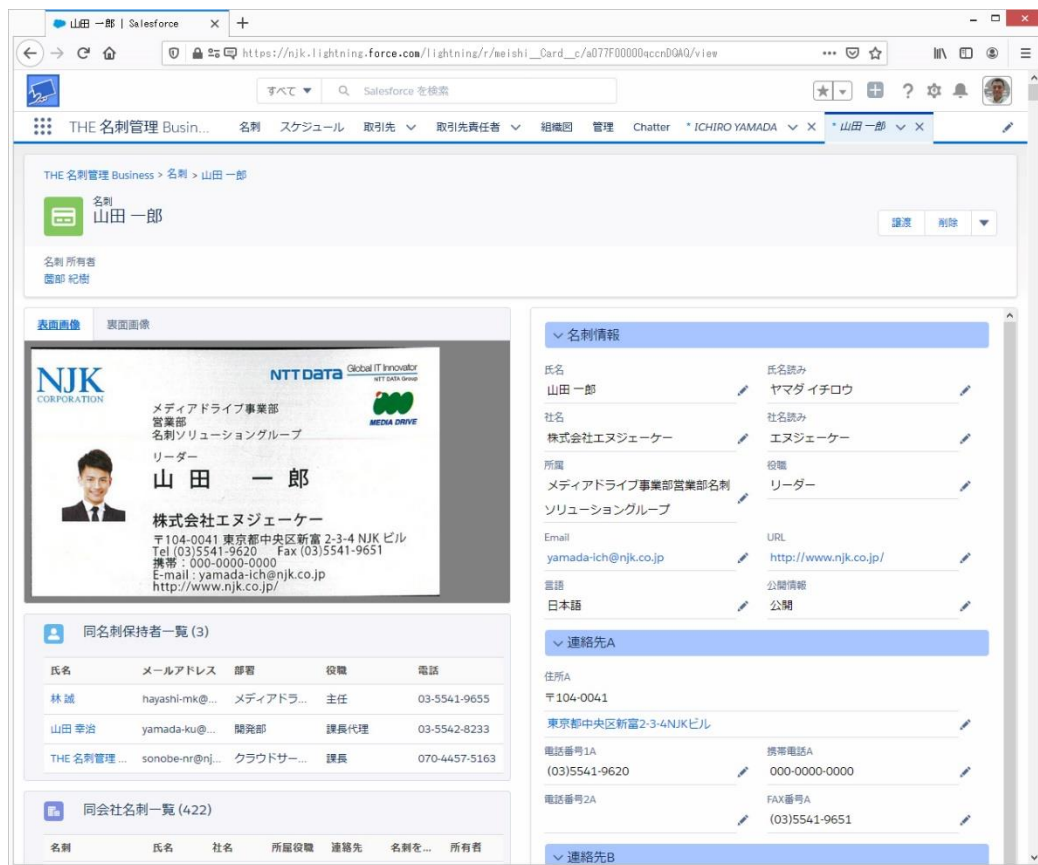 山田 一郎 | Salesforce
https://njk.lightning.force.com/lightning/r/meishi__Card__c/a077F00000qccnDQAQ/view
すべて Salesforce を検索
THE 名刺管理 Busin... 名刺 スケジュール 取引先 取引先責任者 組織図 管理 Chatter * ICHIRO YAMADA * 山田 一郎
THE 名刺管理 Business > 名刺 > 山田 一郎
名刺
山田 一郎
譲渡 削除
名刺 所有者
薗部 紀樹
表面画像 裏面画像
NJK
CORPORATION
NTT DATA Global IT Innovator
NTT DATA Group
MEDIA DRIVE
メディアドライブ事業部
営業部
名刺ソリューショングループ
リーダー
山田 一郎
株式会社エヌジェーケー
〒104-0041 東京都中央区新富 2-3-4 NJK ビル
Tel (03)5541-9620 Fax (03)5541-9651
携帯 : 000-0000-0000
E-mail : yamada-ich@njk.co.jp
http://www.njk.co.jp/
同名刺保持者一覧 (3)
氏名 メールアドレス 部署 役職 電話
林 誠 hayashi-mk@... メディアドラ... 主任 03-5541-9655
山田 幸治 yamada-ku@... 開発部 課長代理 03-5542-8233
THE 名刺管理 ... sonobe-nr@nj... クラウドサー... 課長 070-4457-5163
同会社名刺一覧 (422)
名刺 氏名 社名 所属役職 連絡先 名刺を... 所有者
名刺情報
氏名 氏名読み
山田 一郎 ヤマダ イチロウ
社名 社名読み
株式会社エヌジェーケー エヌジェーケー
所属 役職
メディアドライブ事業部営業部名刺 リーダー
ソリューショングループ
Email URL
yamada-ich@njk.co.jp http://www.njk.co.jp/
言語 公開情報
日本語 公開
連絡先A
住所A
〒104-0041
東京都中央区新富2-3-4NJKビル
電話番号1A 携帯電話A
(03)5541-9620 000-0000-0000
電話番号2A FAX番号A
(03)5541-9651
連絡先B